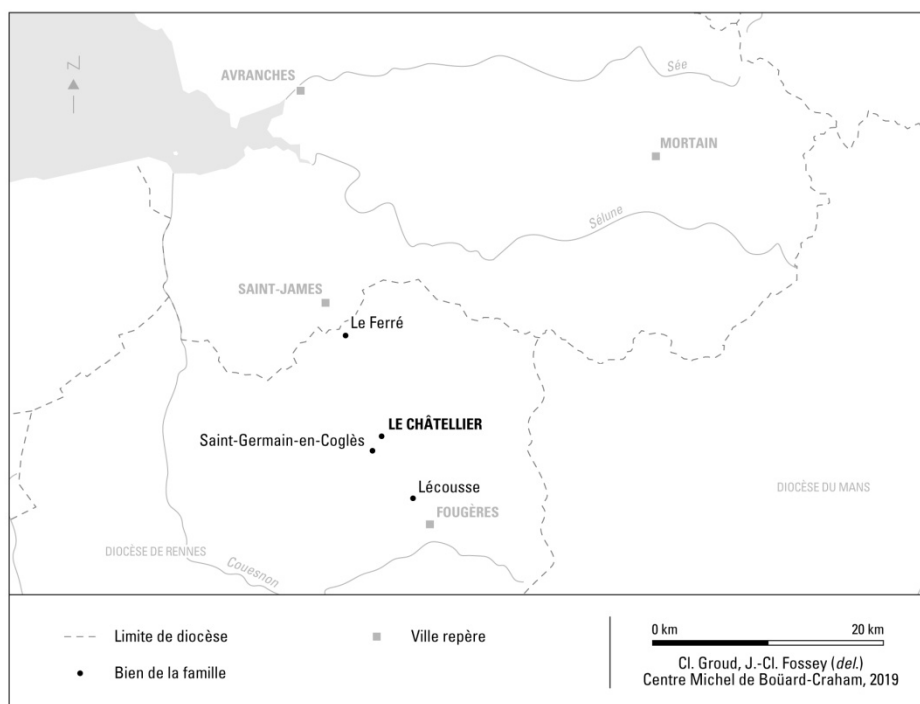 Z
AVRANCHES
Sée
MORTAIN
Sélune
SAINT-JAMES
Le Ferré
LE CHÂTELLIER
Saint-Germain-en-Coglès
Lécousse
DIOCÈSE DU MANS
FOUGÈRES
DIOCÈSE DE RENNES
Couesnon
Limite de diocèse
Ville repère
Bien de la famille
0 km 20 km
Cl. Groud, J.-Cl. Fossey (del.)
Centre Michel de Boüard-Craham, 2019